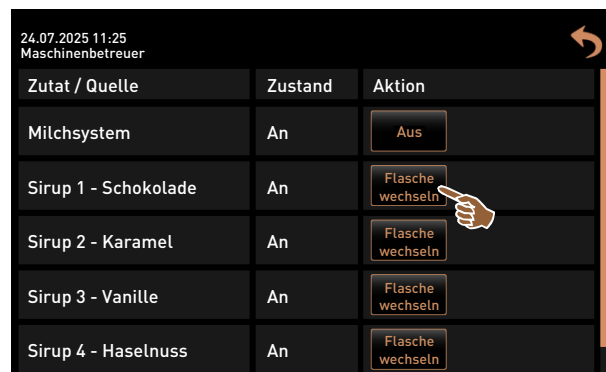 24.07.2025 11:25
Maschinenbetreuer
Zutat / Quelle Zustand Aktion
Milchsystem An Aus
Sirup 1 - Schokolade An Flasche wechseln
Sirup 2 - Karamel An Flasche wechseln
Sirup 3 - Vanille An Flasche wechseln
Sirup 4 - Haselnuss An Flasche wechseln